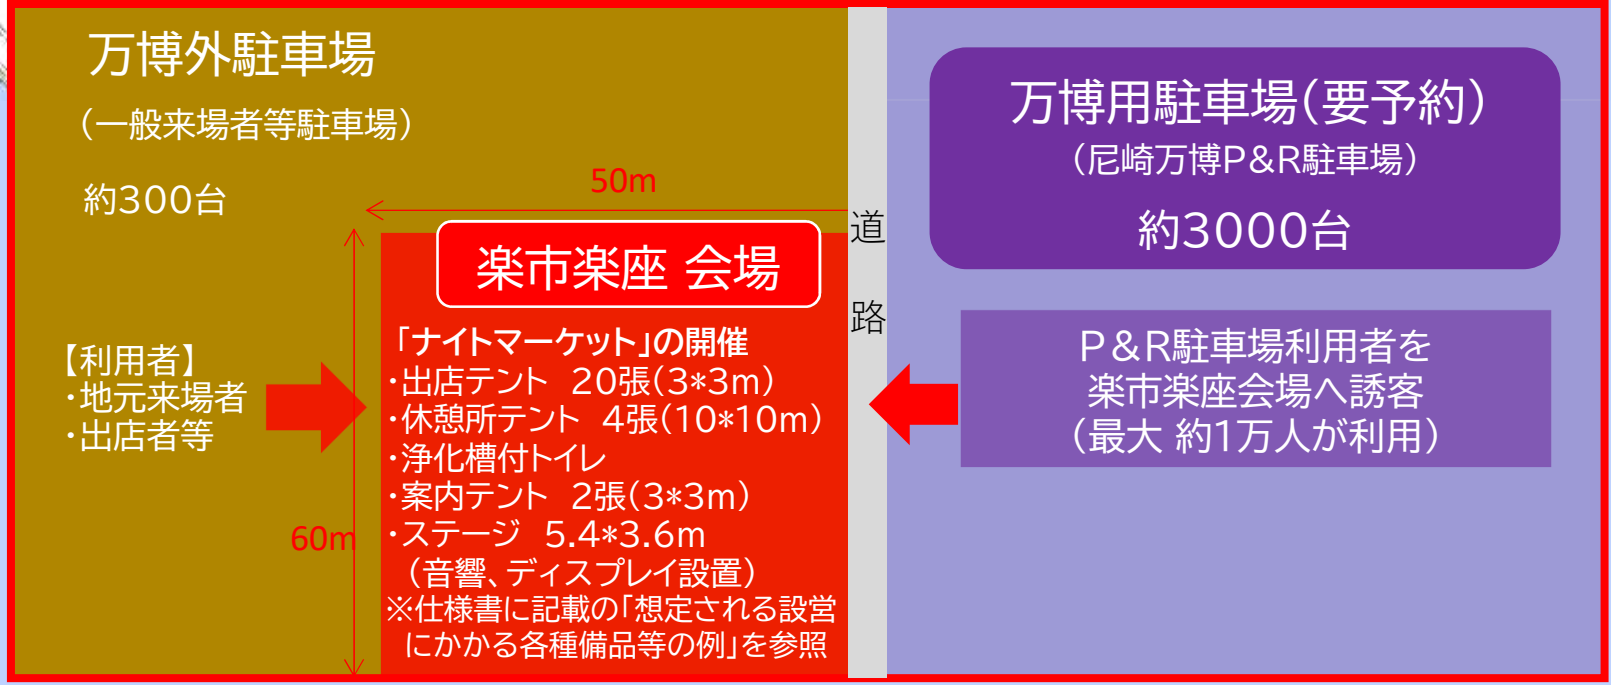 万博外駐車場
（一般来場者等駐車場）
約300台
50m
楽市楽座 会場
「ナイトマーケット」の開催
・出店テント　20張（3*3m）
・休憩所テント　4張（10*10m）
・浄化槽付トイレ
・案内テント　2張（3*3m）
・ステージ　5.4*3.6m
（音響、ディスプレイ設置）
※仕様書に記載の「想定される設営
にかかる各種備品等の例」を参照
60m
【利用者】
・地元来場者
・出店者等
道
路
万博用駐車場（要予約）
（尼崎万博P&R駐車場）
約3000台
P&R駐車場利用者を
楽市楽座会場へ誘客
（最大 約1万人が利用）